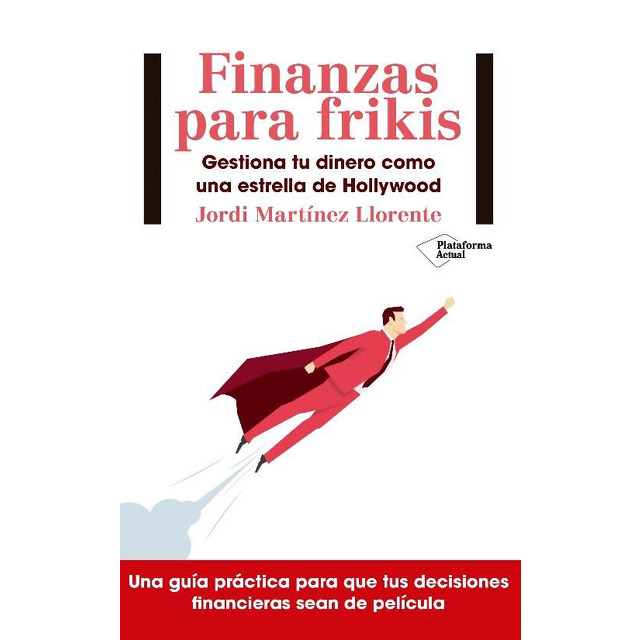 Finanzas
para frikis
Gestiona tu dinero como
una estrella de Hollywood
Jordi Martínez Llorente
Plataforma
Actual
Una guía práctica para que tus decisiones
financieras sean de película